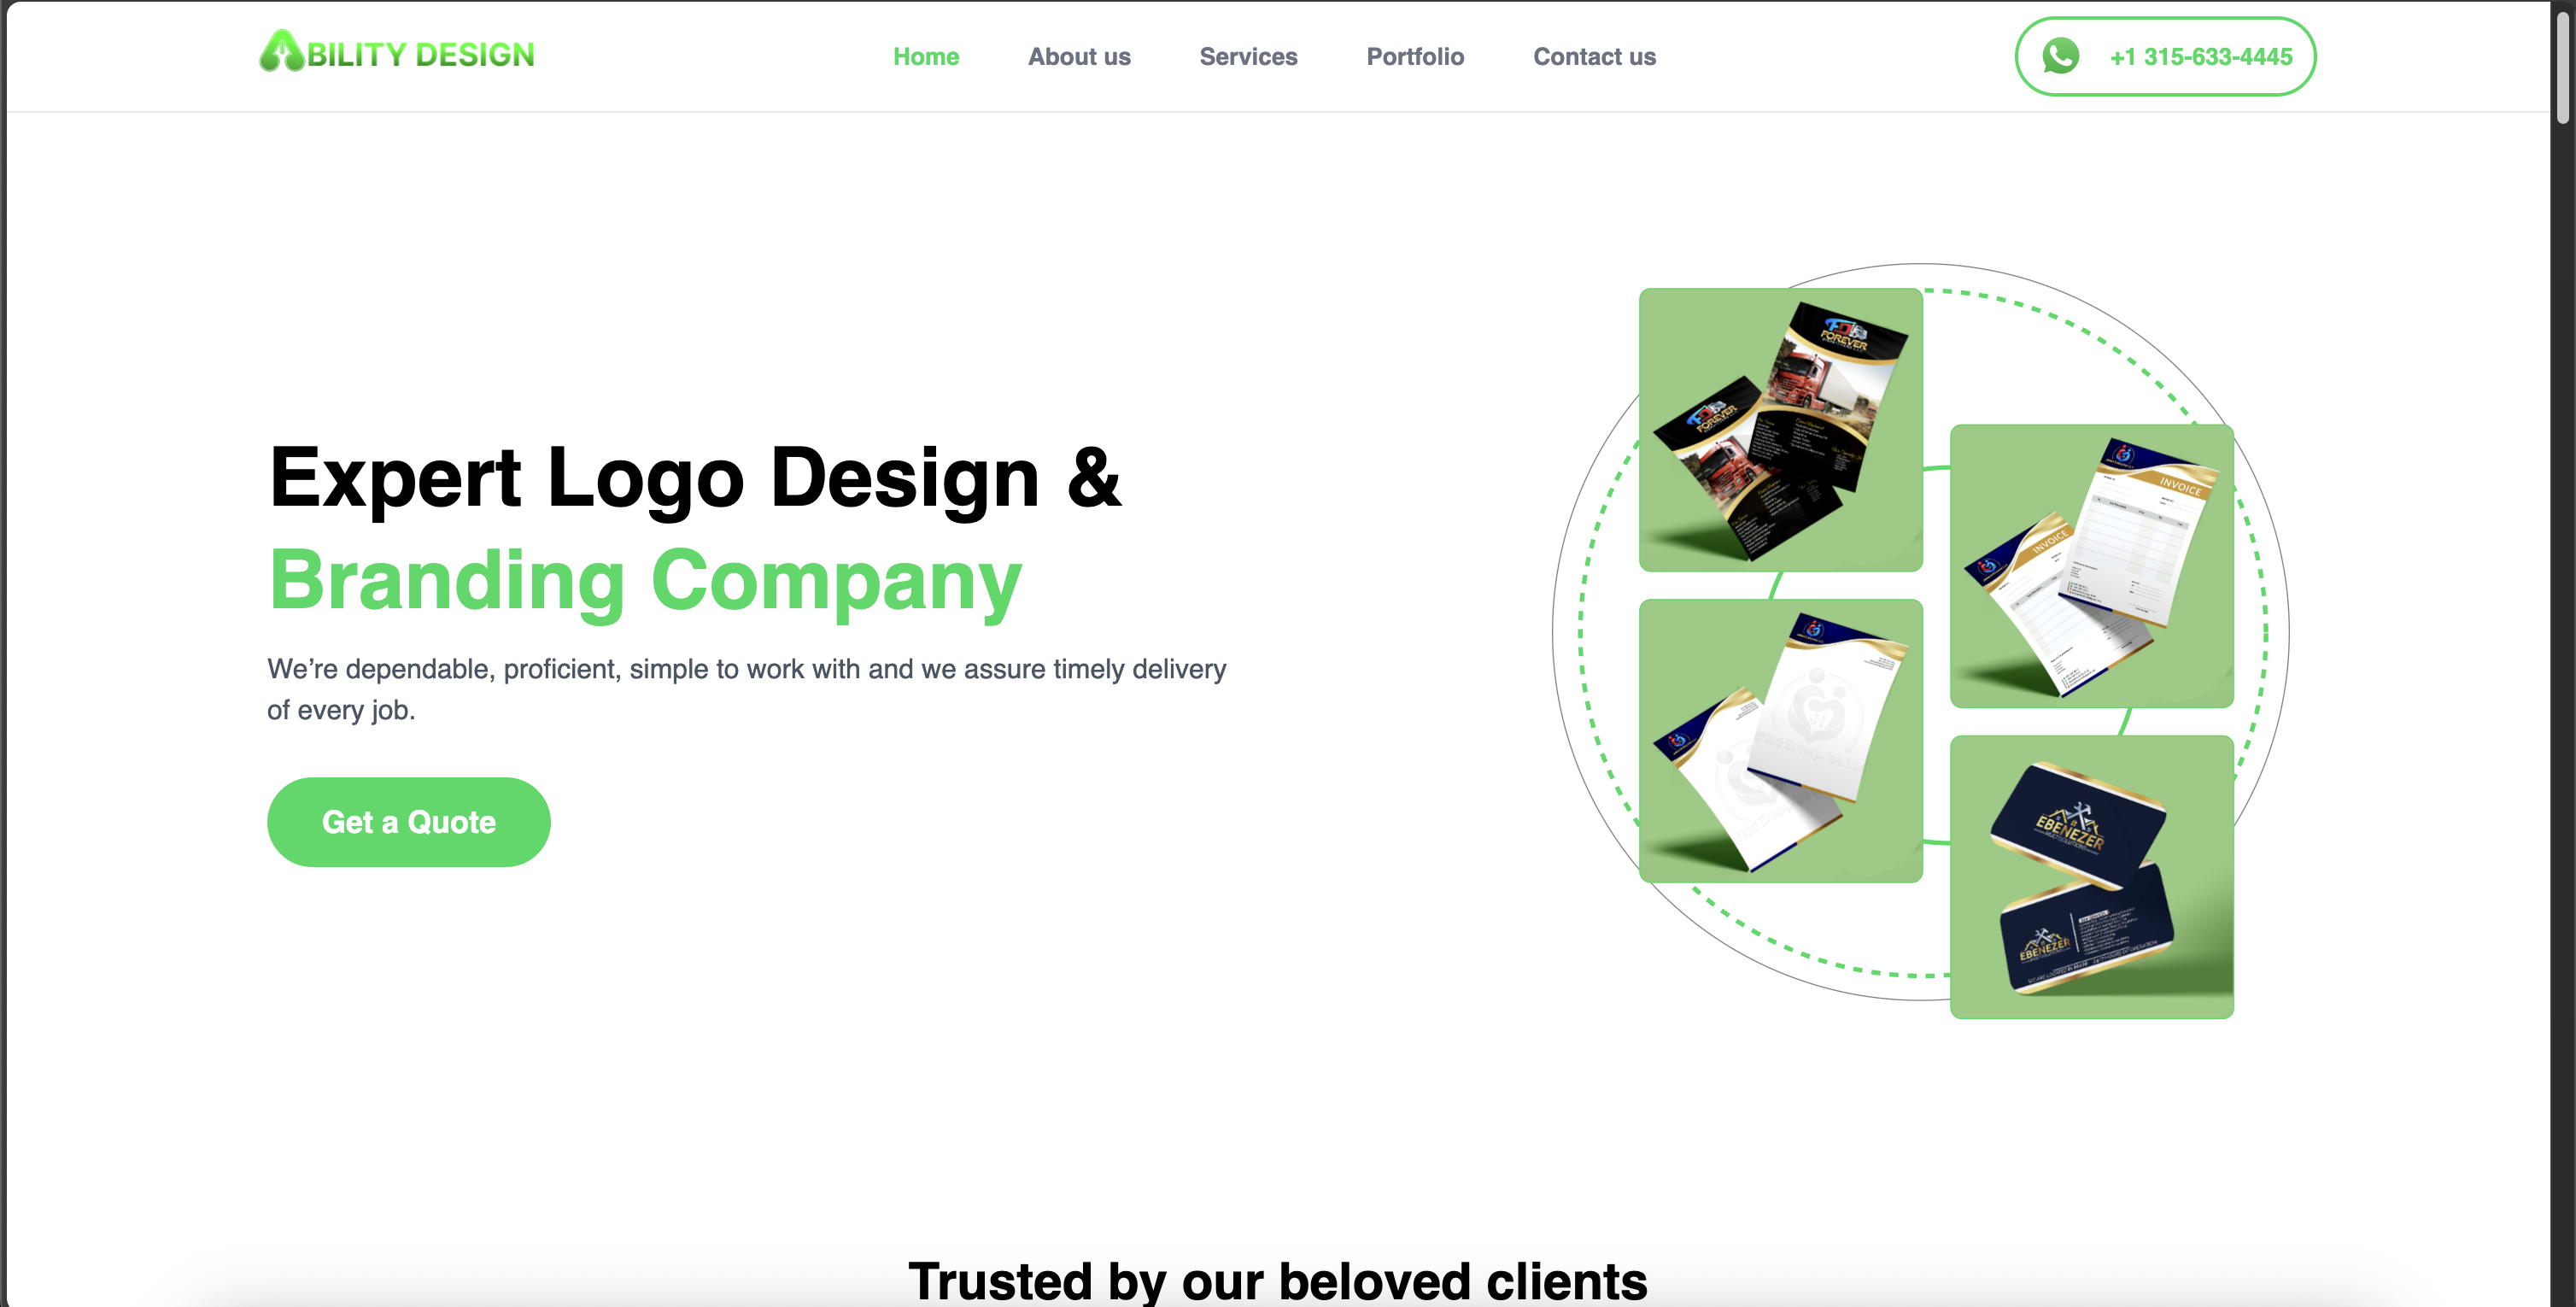 ABILITY DESIGN
Home
About us
Services
Portfolio
Contact us
+1 315-633-4445
Expert Logo Design &
Branding Company
We’re dependable, proficient, simple to work with and we assure timely delivery
of every job.
Get a Quote
FOREVER
FOREVER
INVOICE
INVOICE
EBENEZER
EBENEZER
Trusted by our beloved clients